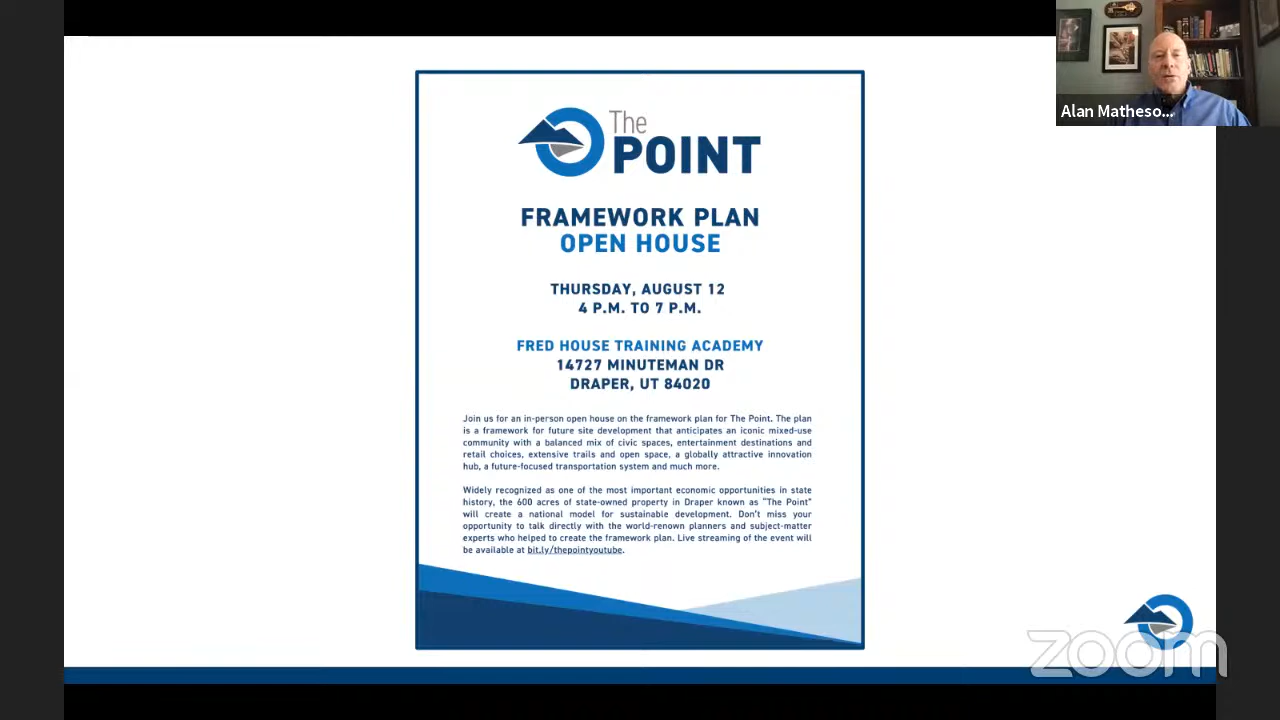 The
POINT
FRAMEWORK PLAN
OPEN HOUSE
THURSDAY, AUGUST 12
4 P.M. TO 7 P.M.
FRED HOUSE TRAINING ACADEMY
14727 MINUTEMAN DR
DRAPER, UT 84020
Join us for an in-person open house on the framework plan for The Point. The plan
is a framework for future site development that anticipates an iconic mixed-use
community with a balanced mix of civic spaces, entertainment destinations and
retail choices, extensive trails and open space, a globally attractive innovation
hub, a future-focused transportation system and much more.
Widely recognized as one of the most important economic opportunities in state
history, the 600 acres of state-owned property in Draper known as “The Point”
will create a national model for sustainable development. Don't miss your
opportunity to talk directly with the world-renown planners and subject-matter
experts who helped to create the framework plan. Live streaming of the event will
be available at bit.ly/thepointyoutube.
Alan Matheso...
zoom